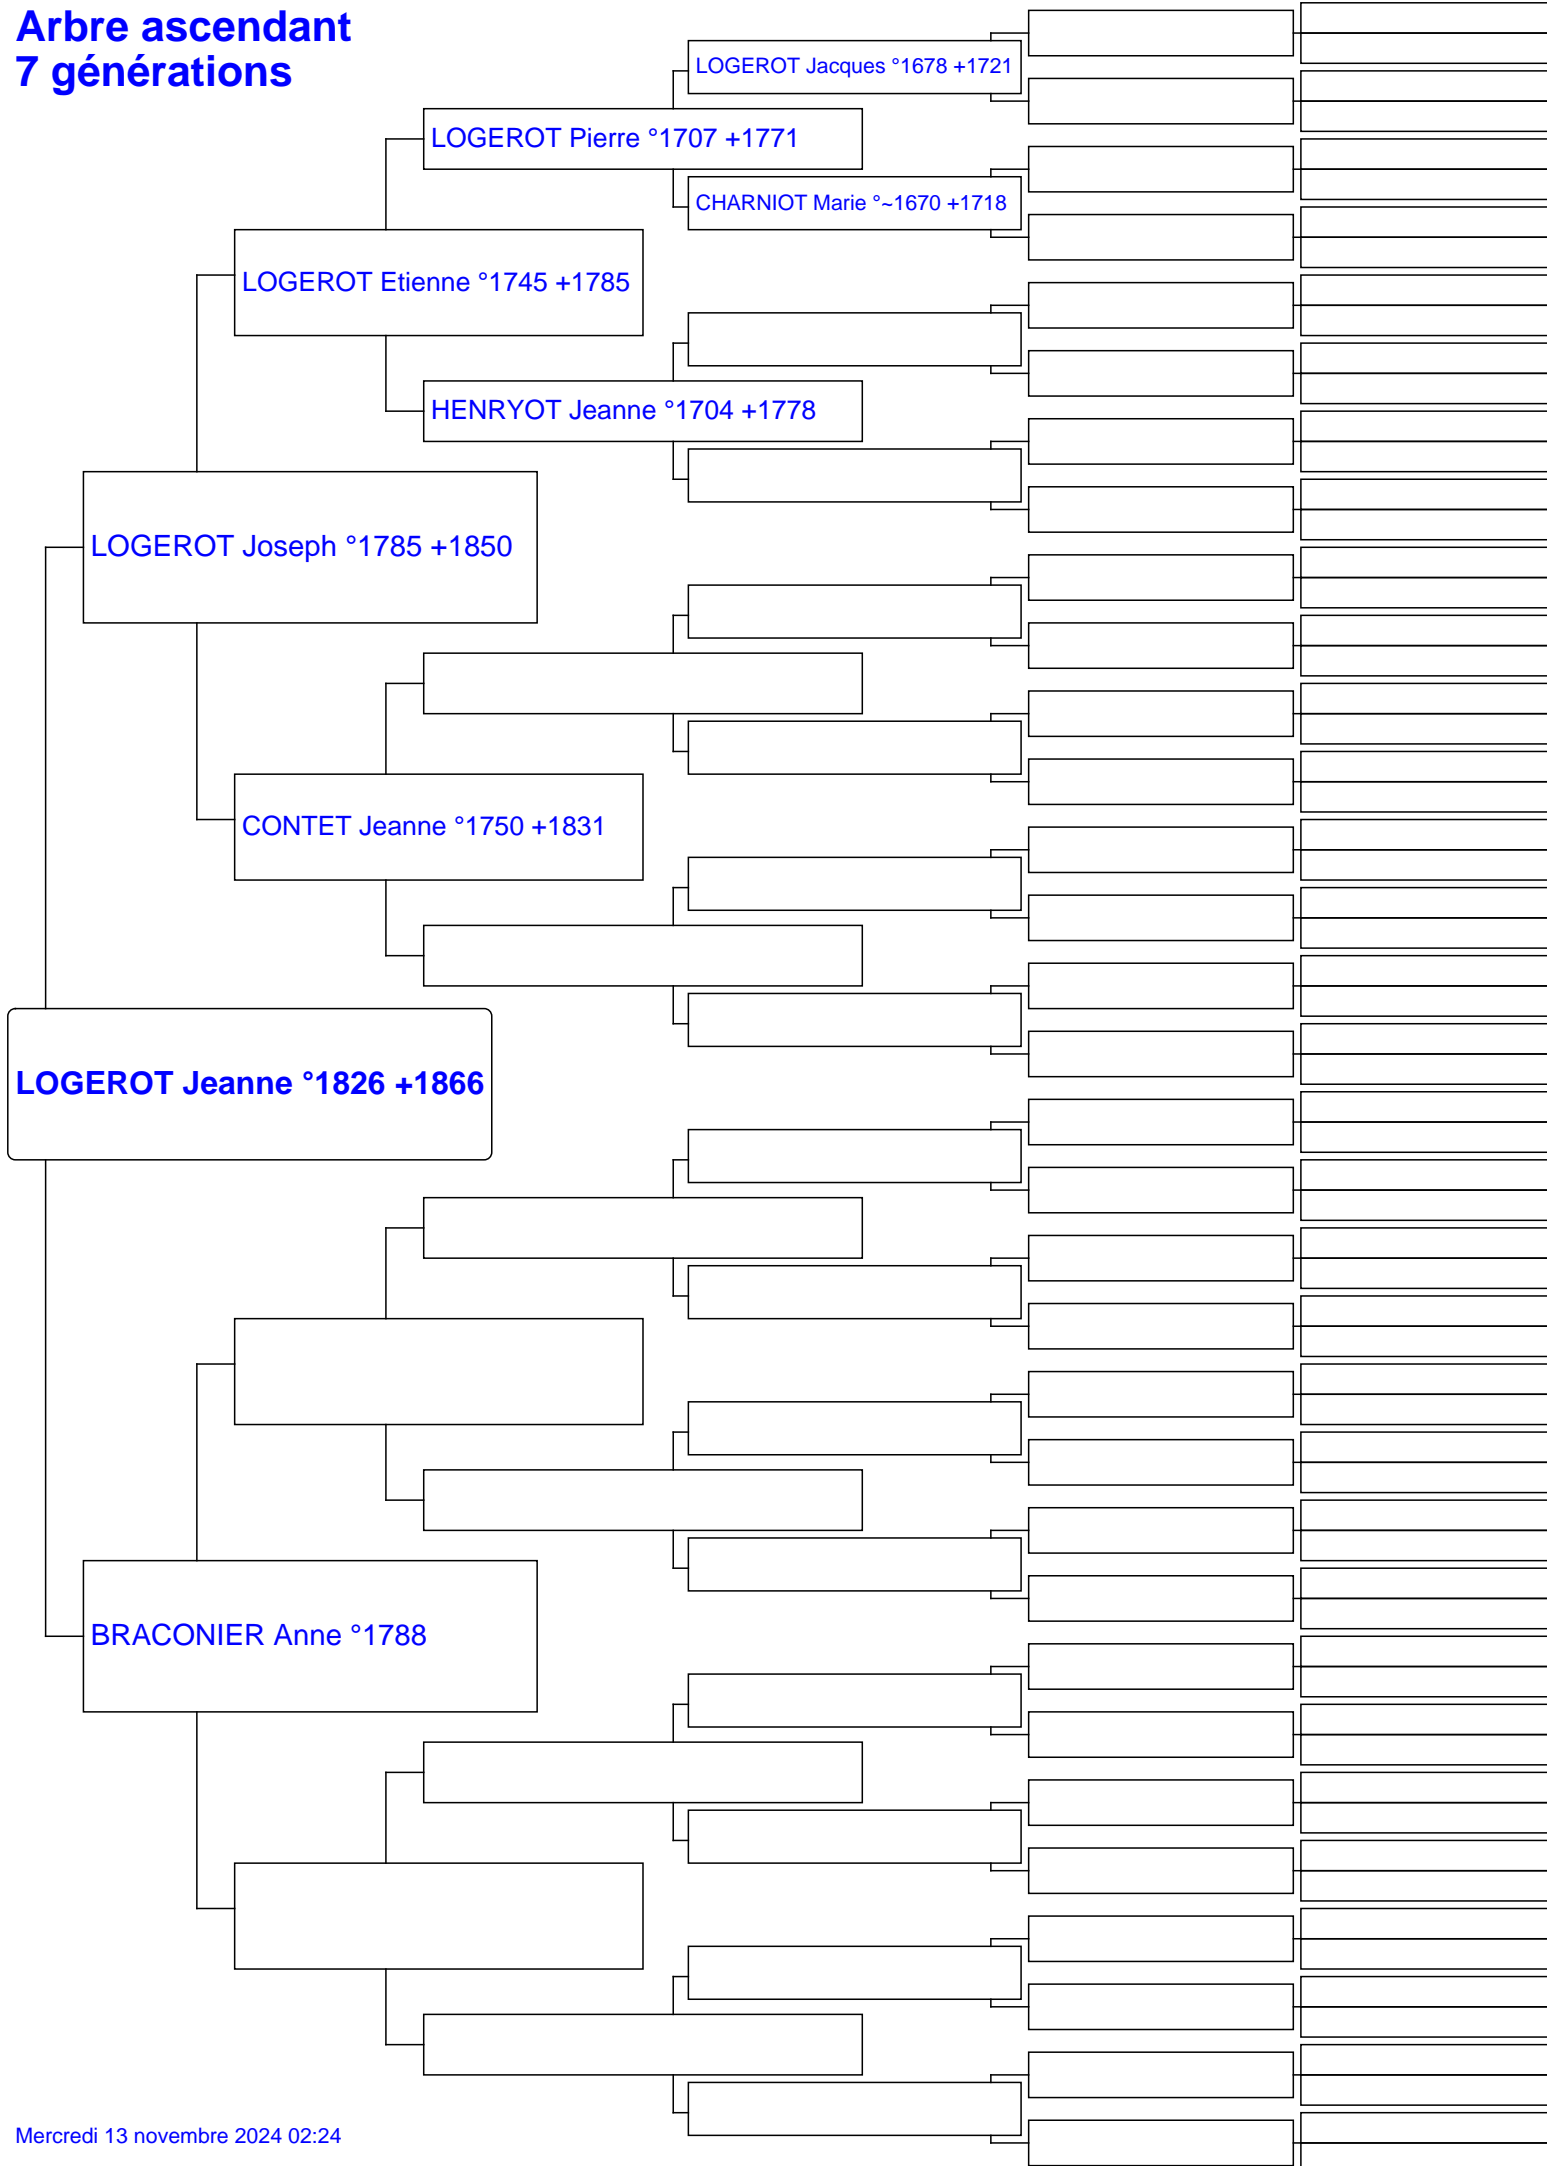 Arbre ascendant
7 générations
LOGEROT Jacques °1678 +1721
LOGEROT Pierre °1707 +1771
CHARNIOT Marie °~1670 +1718
LOGEROT Etienne °1745 +1785
HENRYOT Jeanne °1704 +1778
LOGEROT Joseph °1785 +1850
CONTET Jeanne °1750 +1831
LOGEROT Jeanne °1826 +1866
BRACONIER Anne °1788
Mercredi 13 novembre 2024 02:24